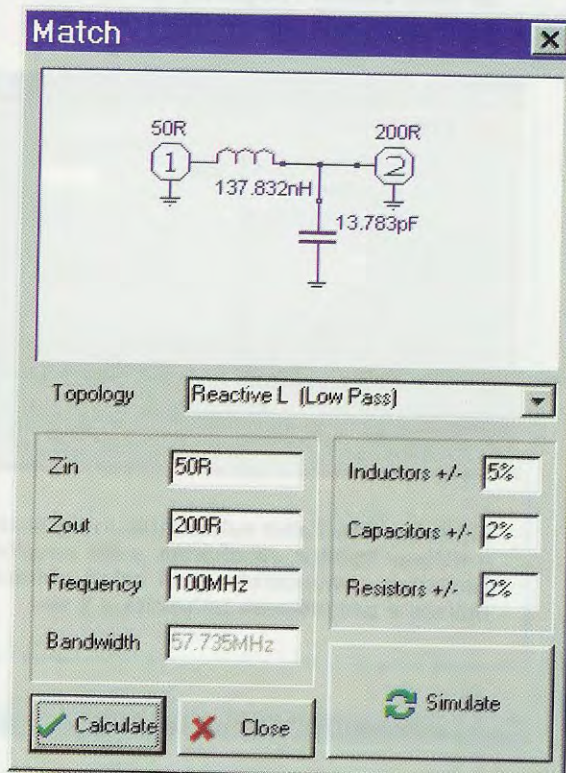 Match
50R
200R
1
2
137.832nH
13.783pF
Topology
Reactive L (Low Pass)
Zin
50R
Zout
200R
Frequency
100MHz
Bandwidth
57.735MHz
Inductors +/-
5%
Capacitors +/-
2%
Resistors +/-
2%
Calculate
Close
Simulate